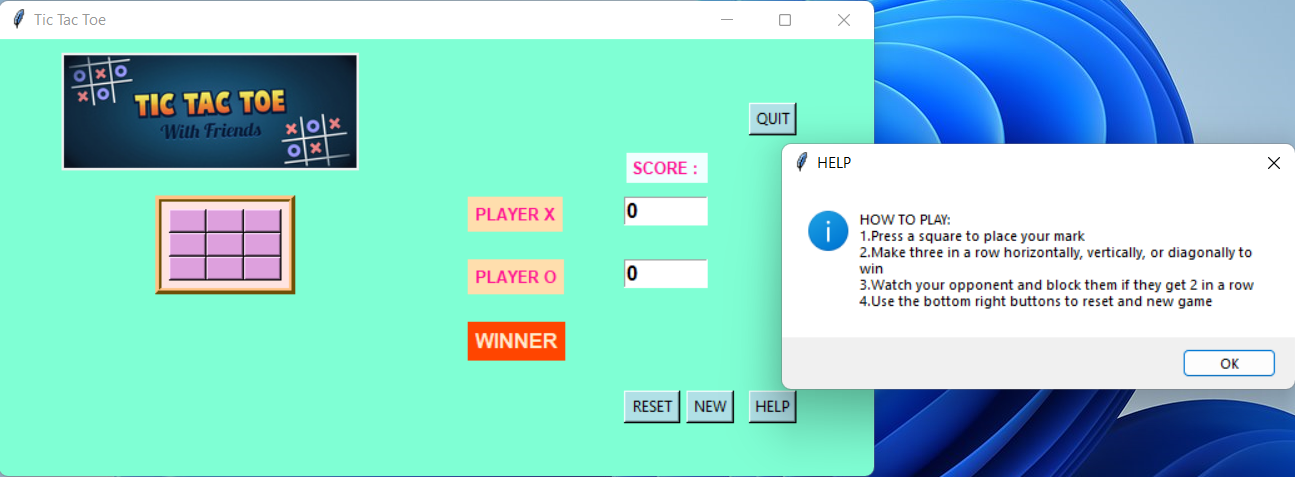 Tic Tac Toe
TIC TAC TOE
With Friends
QUIT
SCORE :
PLAYER X
0
PLAYER O
0
WINNER
RESET
NEW
HELP
HELP
HOW TO PLAY:
1.Press a square to place your mark
2.Make three in a row horizontally, vertically, or diagonally to
win
3.Watch your opponent and block them if they get 2 in a row
4.Use the bottom right buttons to reset and new game
OK